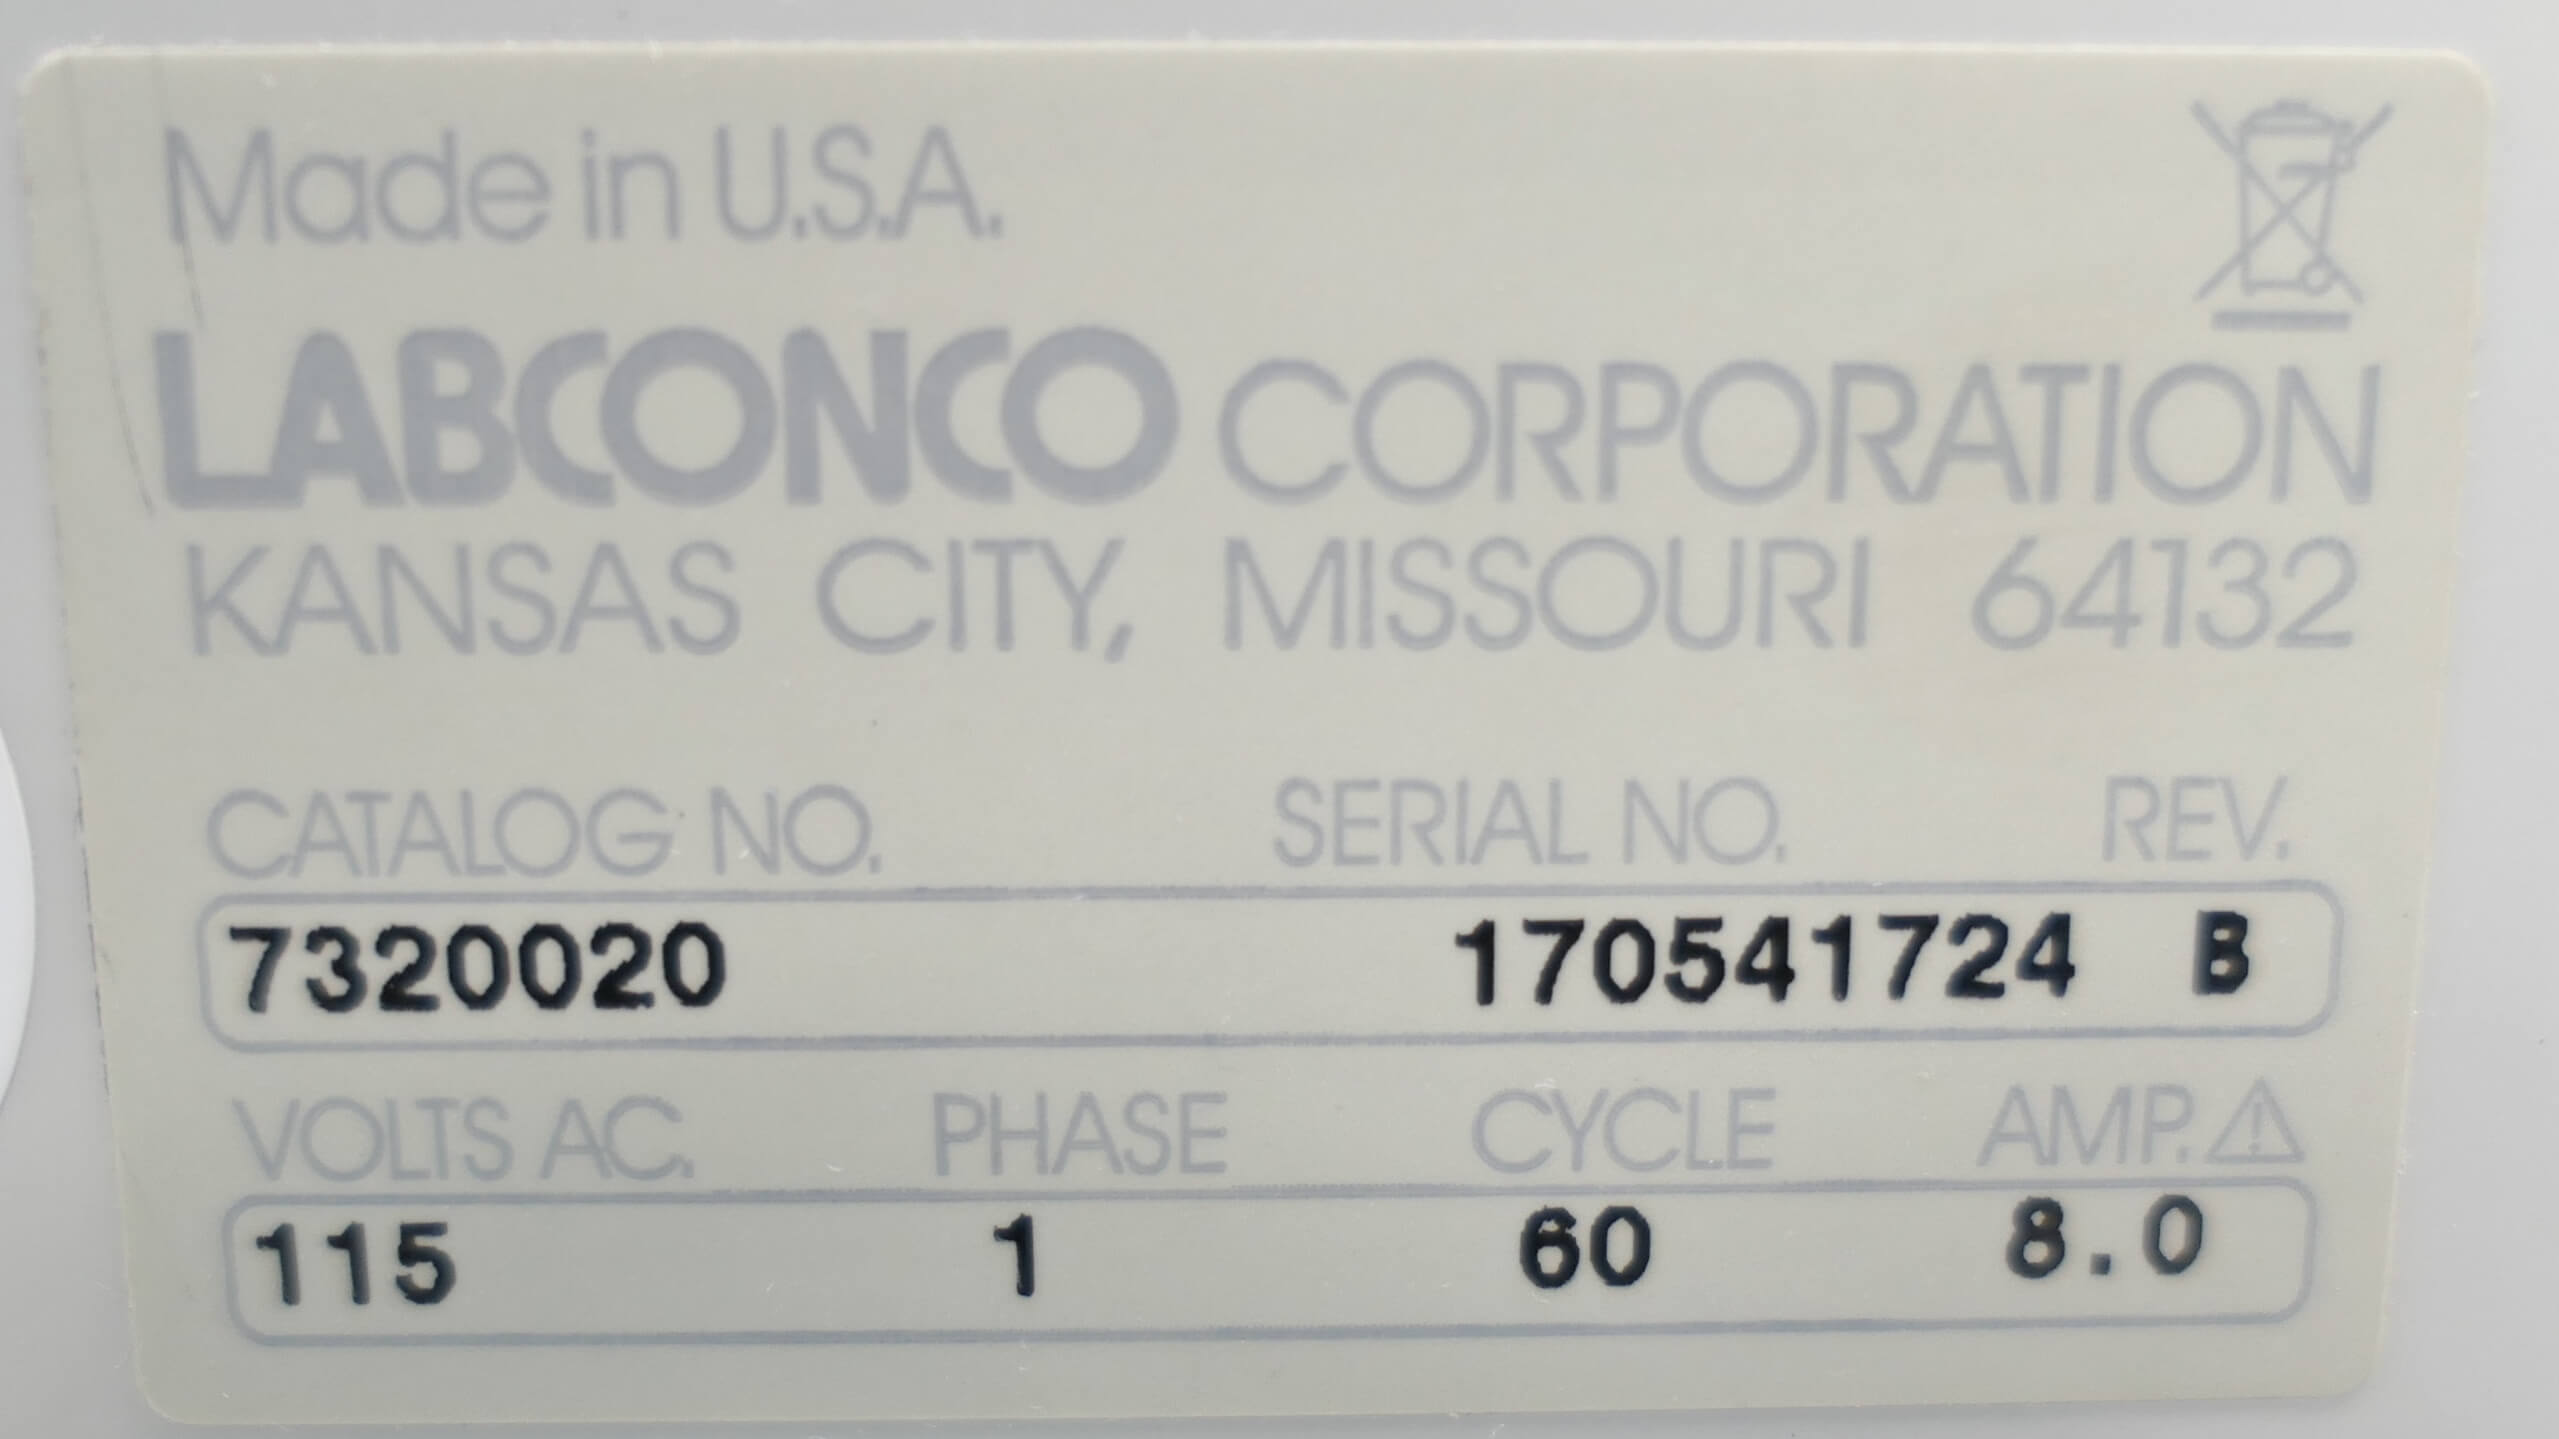 Made in U.S.A.
LABCONCO CORPORATION
KANSAS CITY, MISSOURI 64132
CATALOG NO. SERIAL NO. REV.
7320020 170541724 B
VOLTS AC. PHASE CYCLE AMP.
115 1 60 8.0